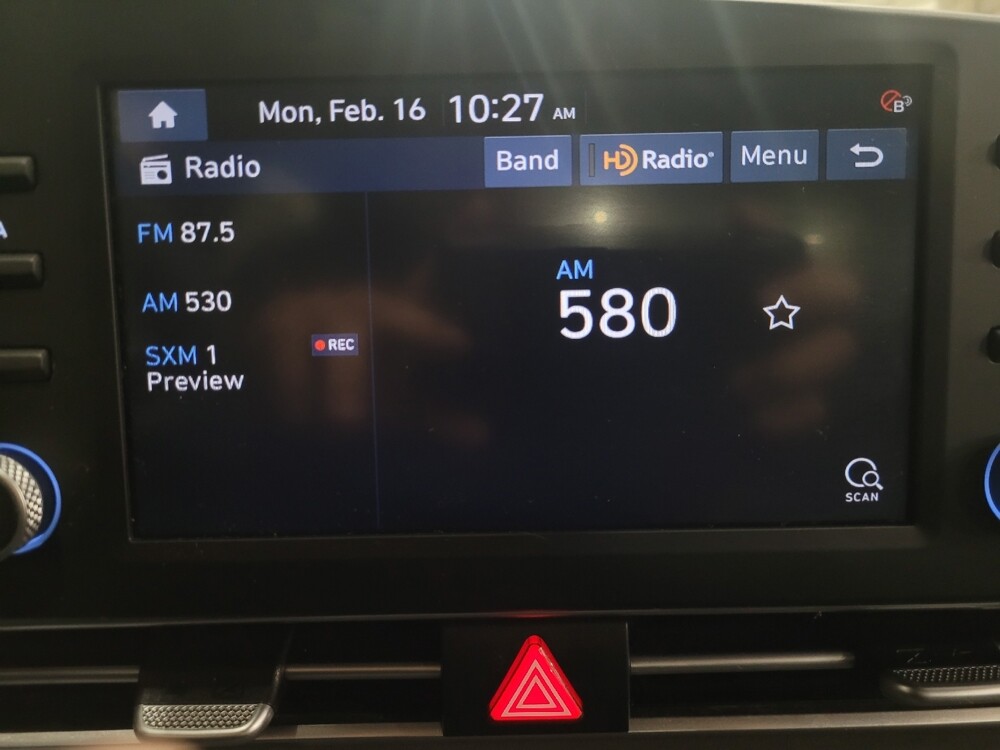 Mon, Feb. 16 10:27 AM
B
Radio Band HD Radio® Menu
FM 87.5
AM 530
SXM 1
REC
Preview
AM
580
SCAN
A